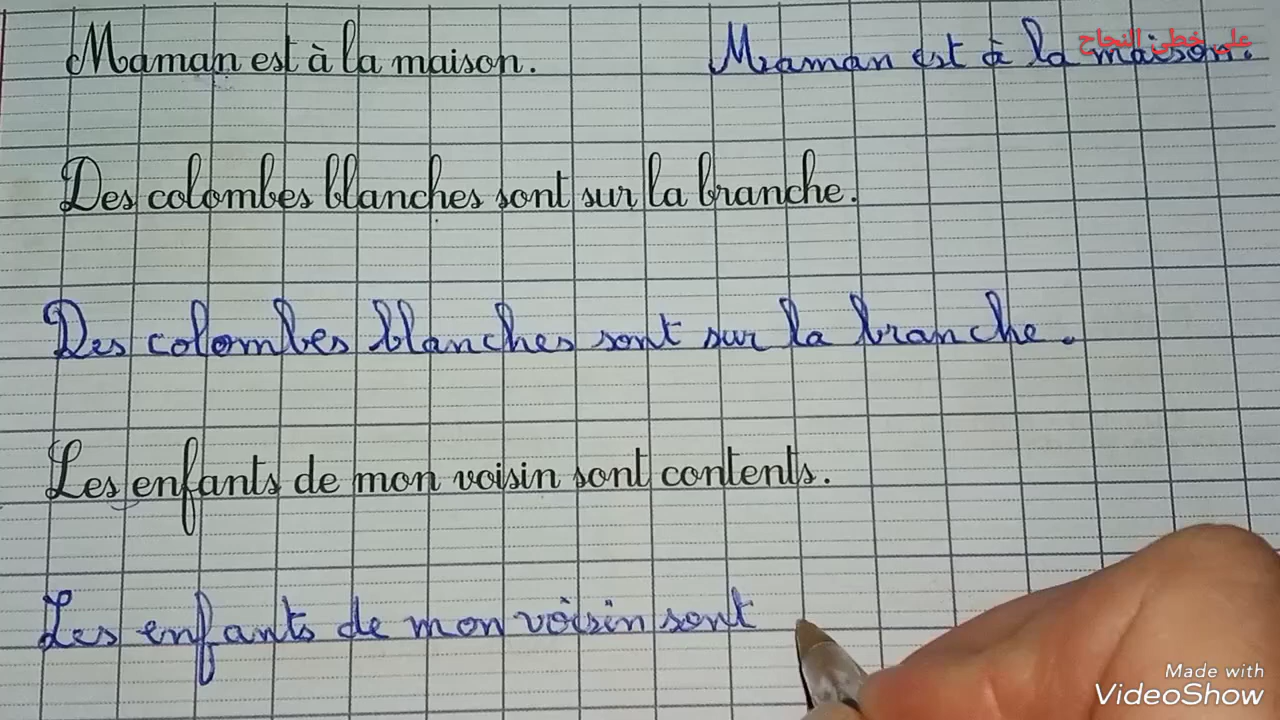 Maman est à la maison. Maman est à la maison.
على خطى النجاح
Des colombes blanches sont sur la branche.
Des colombes blanches sont sur la branche.
Les enfants de mon voisin sont contents.
Les enfants de mon voisin sont
Made with
VideoShow